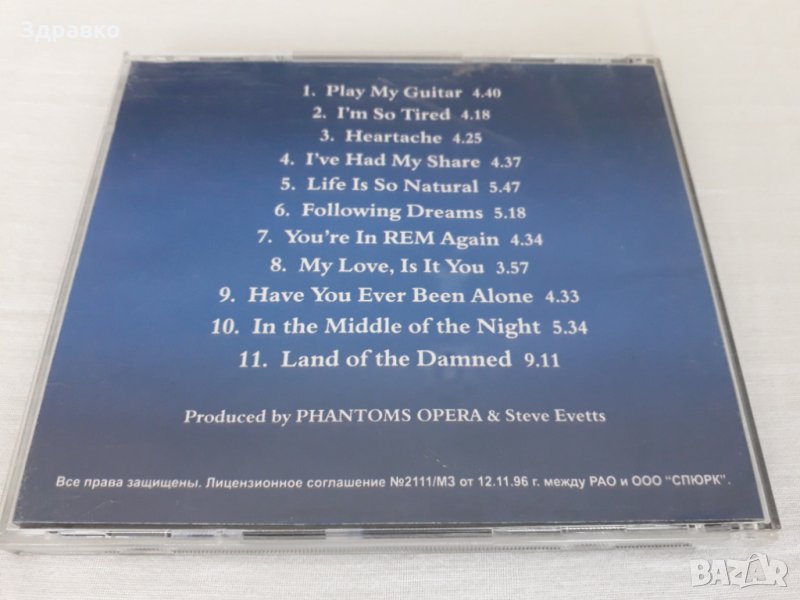 Здравко
1. Play My Guitar 4.40
2. I'm So Tired 4.18
3. Heartache 4.25
4. I've Had My Share 4.37
5. Life Is So Natural 5.47
6. Following Dreams 5.18
7. You're In REM Again 4.34
8. My Love, Is It You 3.57
9. Have You Ever Been Alone 4.33
10. In the Middle of the Night 5.34
11. Land of the Damned 9.11
Produced by PHANTOMS OPERA & Steve Evetts
Все права защищены. Лицензионное соглашение №2111/МЗ от 12.11.96 г. между РАО и ООО "СПЮРК".
BAZAR